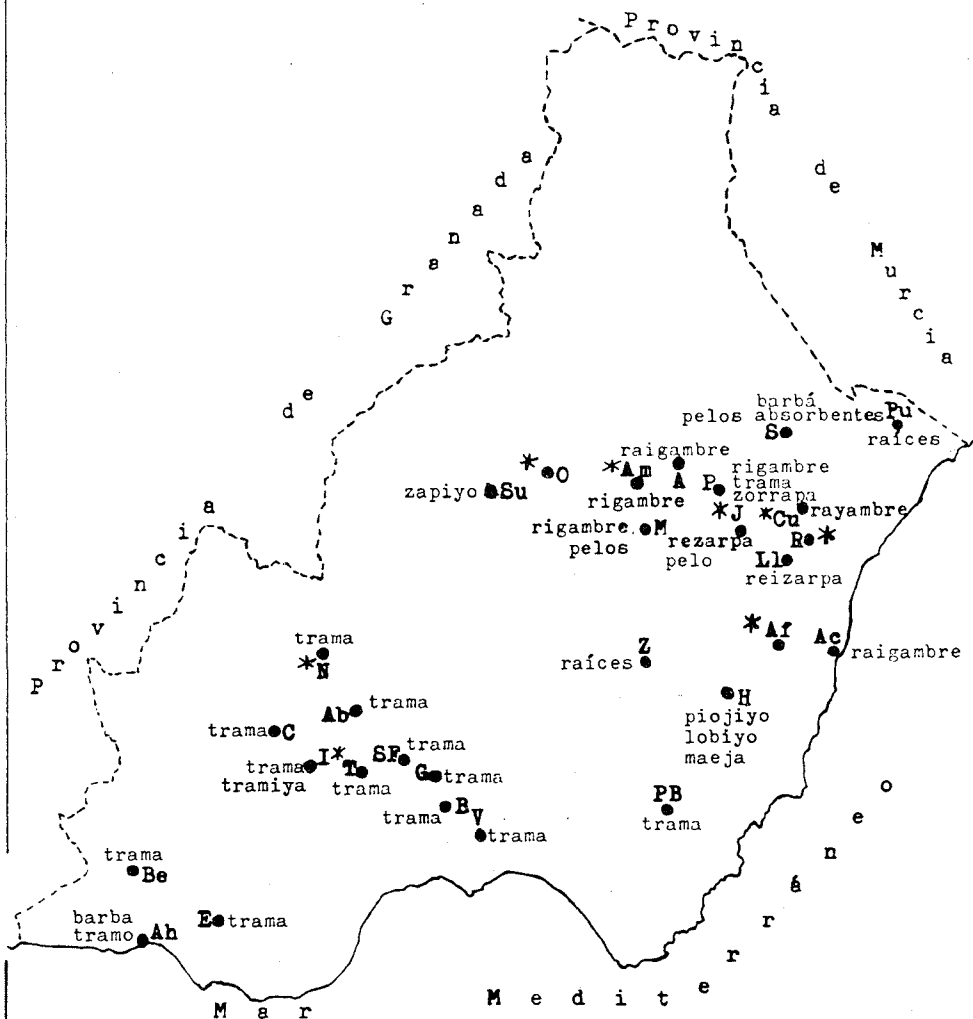 Provincia de Murcia
Provincia de Granada
barbá
pelos absorbentes
S
Pu
raíces
raigambre
A
* O
* Am
rigambre
zapiyo Su
P rigambre
trama
zorrapa
* J
rezarpa
pelo
* Cu
rayambre
rigambre M
pelos
R *
Ll
reizarpa
* Af
Ac
raigambre
Z
raíces
H
piojiyo
lobiyo
maeja
trama
* N
Ab trama
trama C
trama I *
tramiya
T
trama
SF trama
G trama
trama B
V
trama
PB
trama
trama
Be
barba
tramo Ah
E trama
Mar Mediterráneo